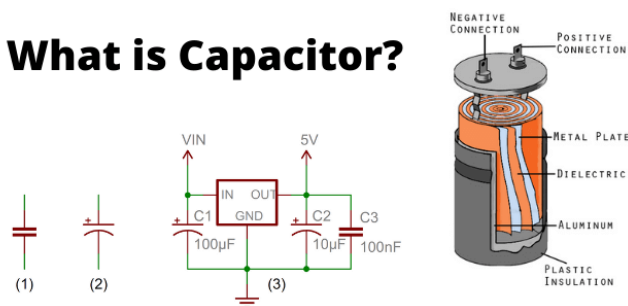 What is Capacitor?
NEGATIVE
CONNECTION
POSITIVE
CONNECTION
METAL PLATE
DIELECTRIC
ALUMINUM
PLASTIC
INSULATION
VIN
5V
IN OUT
GND
+ C1
100µF
+ C2
10µF
C3
100nF
+
(1)
(2)
(3)